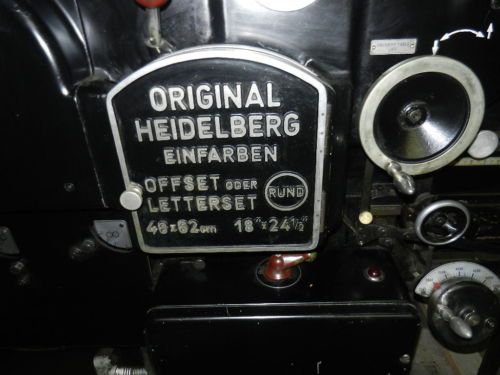 ORIGINAL
HEIDELBERG
EINFARBEN
OFFSET ODER
LETTERSET
RUND
46x62cm 18"x24½"